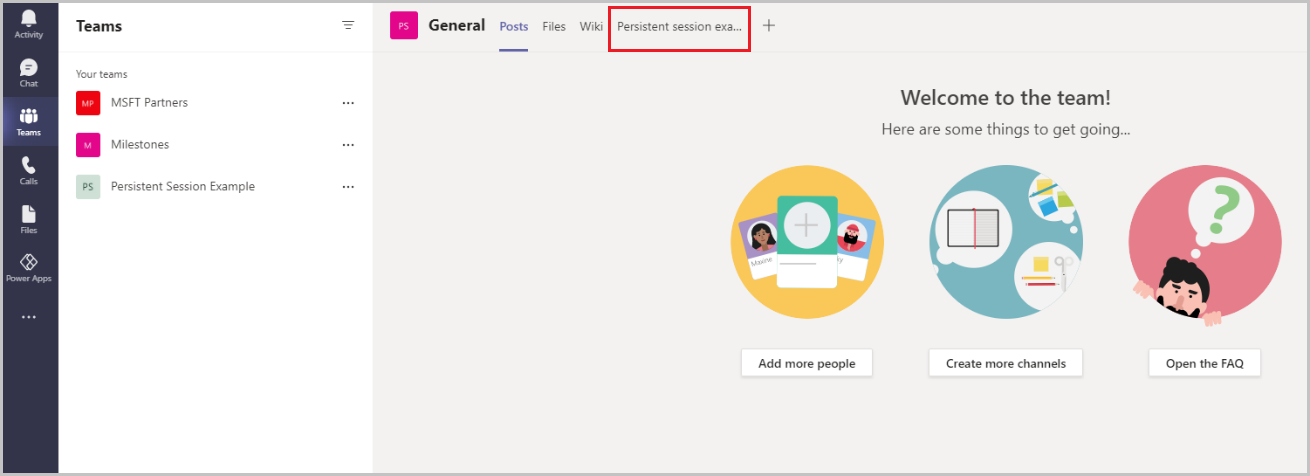 Activity
Chat
Teams
Calls
Files
Power Apps
Teams
Your teams
MP MSFT Partners
M Milestones
PS Persistent Session Example
PS General Posts Files Wiki Persistent session exa...
Welcome to the team!
Here are some things to get going...
Maxine
Add more people
Create more channels
?
Open the FAQ